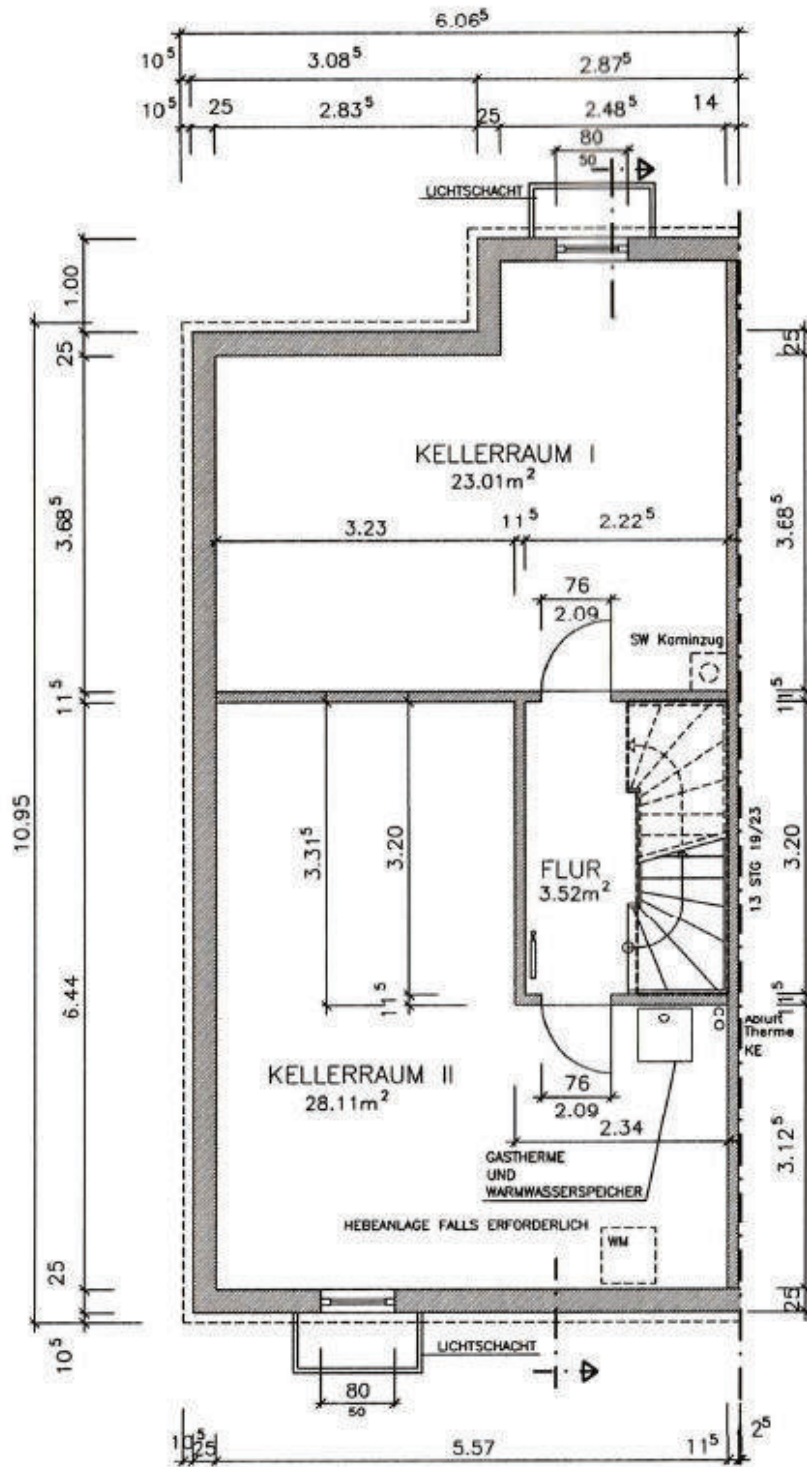 6.06⁵
10⁵ 3.08⁵ 2.87⁵
10⁵ 25 2.83⁵ 25 2.48⁵ 14
80
50
LICHTSCHACHT
1.00
25
25
KELLERRAUM I
23.01m²
3.68⁵
3.68⁵
3.23 11⁵ 2.22⁵
76
2.09
SW Kaminzug
11⁵
11⁵
10.95
3.31⁵
3.20
3.20
13 STG 19/23
FLUR
3.52m²
6.44
11⁵
11⁵
Abluft
Therme
KE
KELLERRAUM II
28.11m²
76
2.09
2.34
3.12⁵
GASTHERME
UND
WARMWASSERSPEICHER
HEBEANLAGE FALLS ERFORDERLICH
WM
25
25
10⁵
LICHTSCHACHT
80
50
10⁵ 25 5.57 11⁵ 2⁵